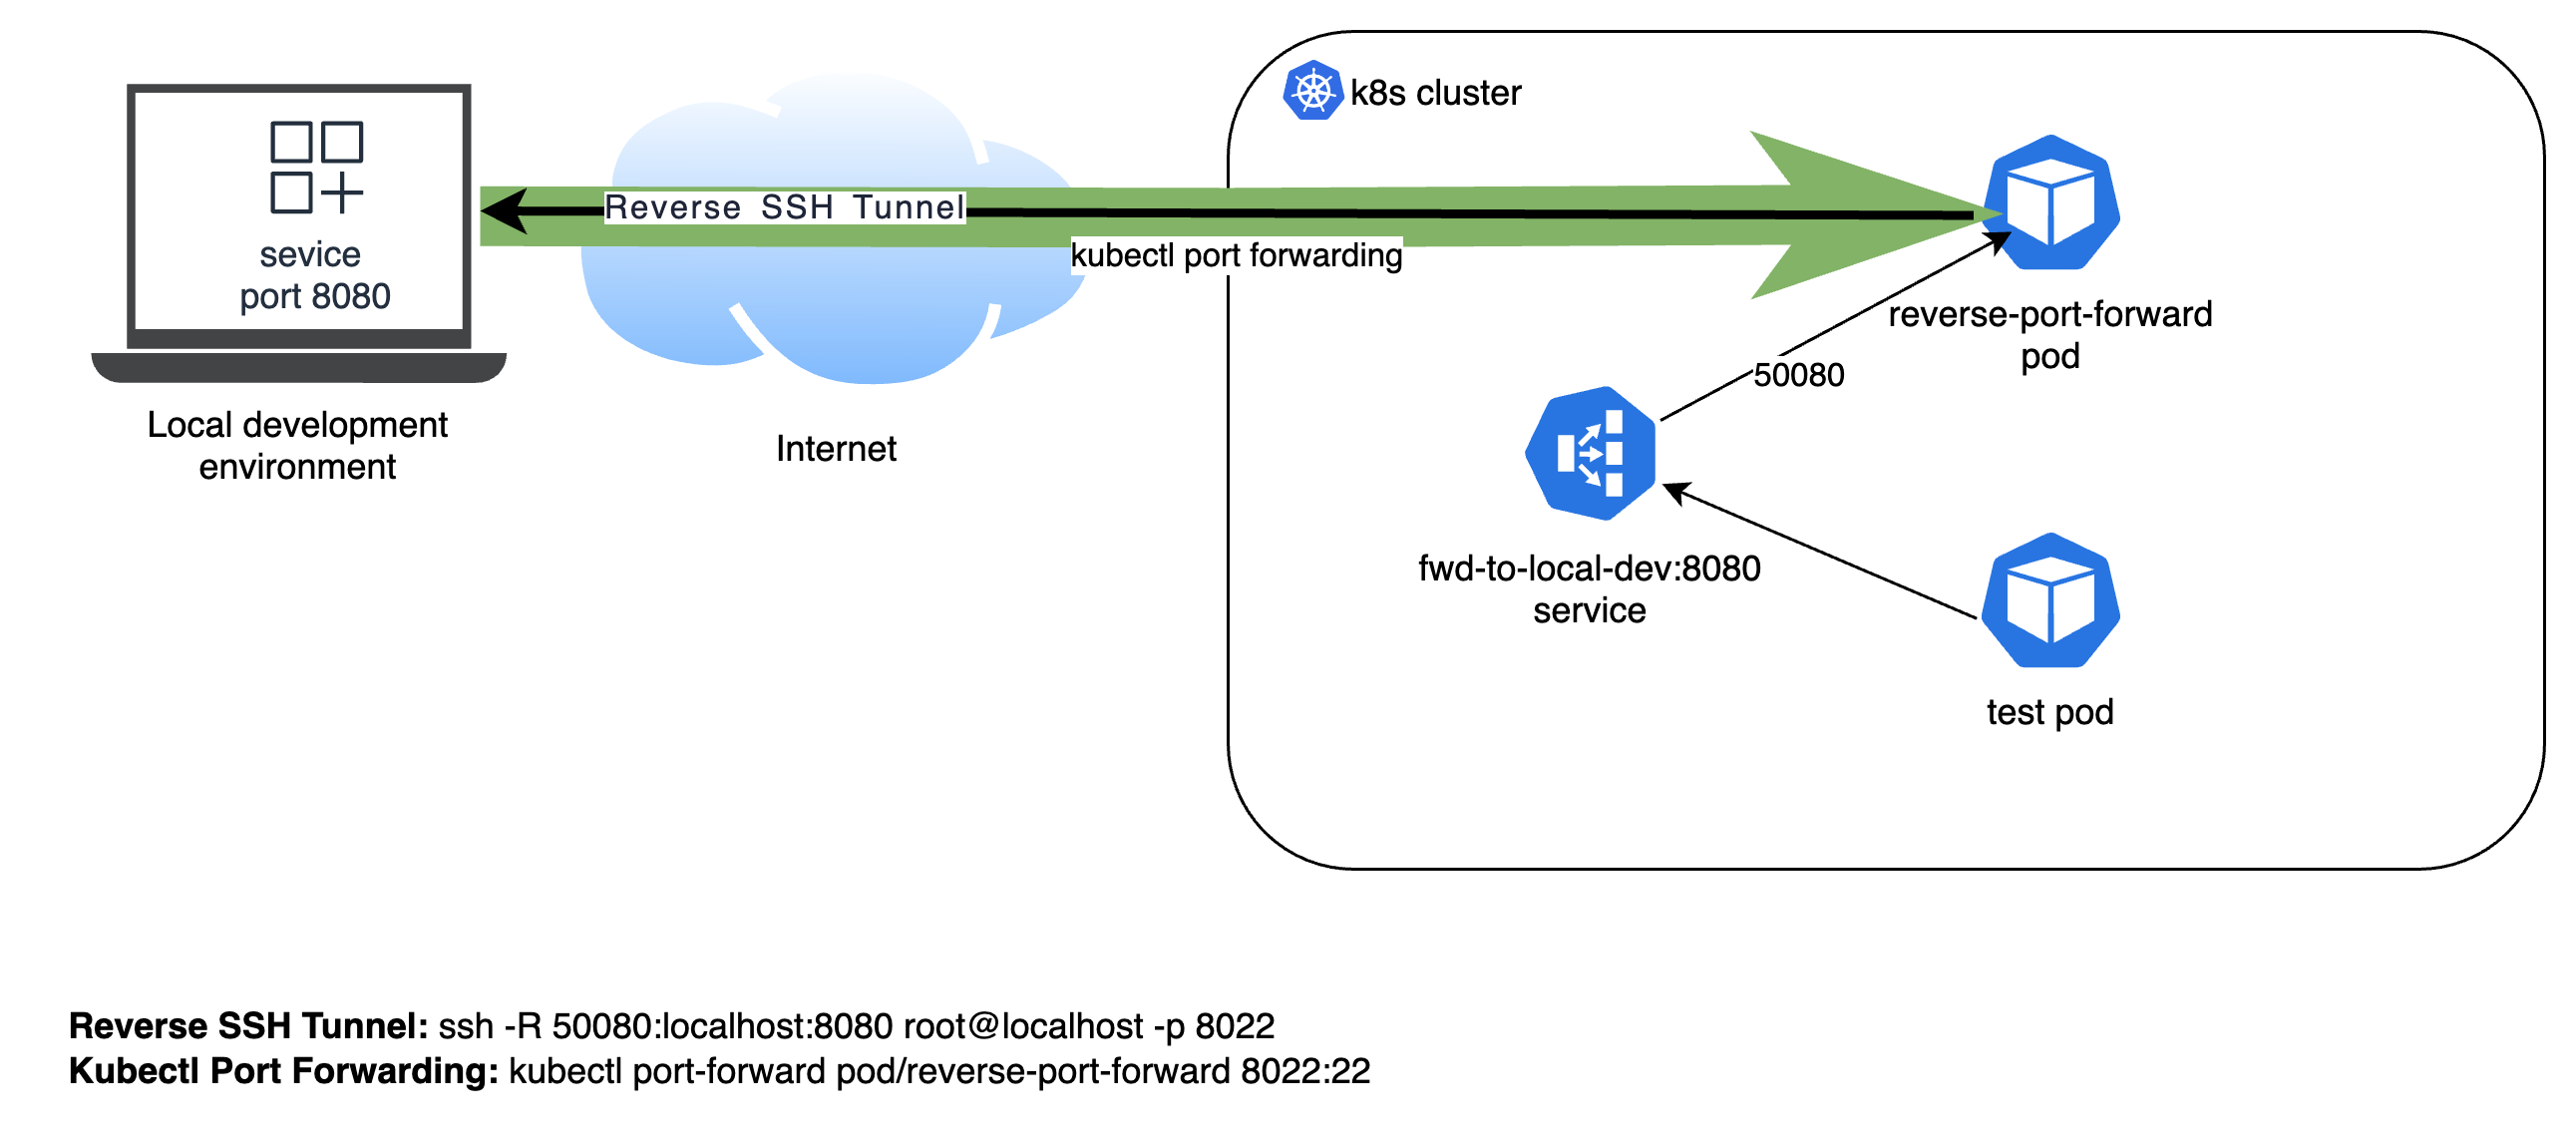 k8s cluster
sevice
port 8080
Reverse SSH Tunnel
kubectl port forwarding
reverse-port-forward
pod
50080
Local development
environment
Internet
fwd-to-local-dev:8080
service
test pod
Reverse SSH Tunnel: ssh -R 50080:localhost:8080 root@localhost -p 8022
Kubectl Port Forwarding: kubectl port-forward pod/reverse-port-forward 8022:22